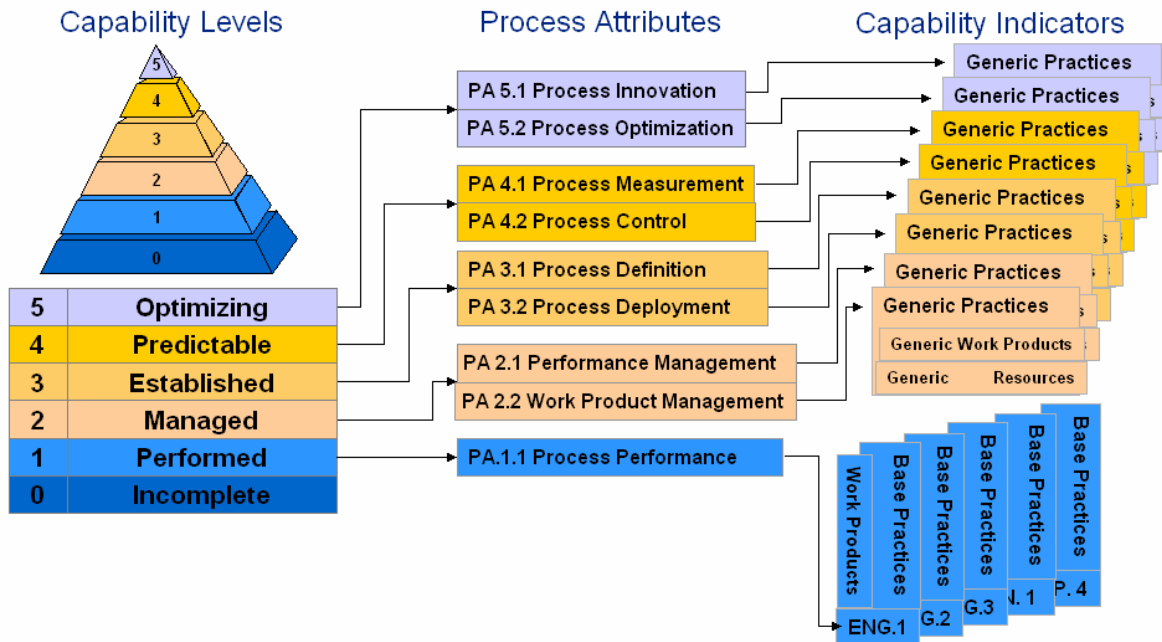 Capability Levels
Process Attributes
Capability Indicators
5
4
3
2
1
0
5 Optimizing
4 Predictable
3 Established
2 Managed
1 Performed
0 Incomplete
PA 5.1 Process Innovation
PA 5.2 Process Optimization
PA 4.1 Process Measurement
PA 4.2 Process Control
PA 3.1 Process Definition
PA 3.2 Process Deployment
PA 2.1 Performance Management
PA 2.2 Work Product Management
PA.1.1 Process Performance
Generic Practices
Generic Practices
Generic Practices
Generic Practices
Generic Practices
Generic Practices
Generic Practices
Generic Practices
Generic Work Products
Generic Resources
Work Products
Base Practices
Base Practices
Base Practices
Base Practices
Base Practices
ENG.1
G.2
G.3
N. 1
P. 4